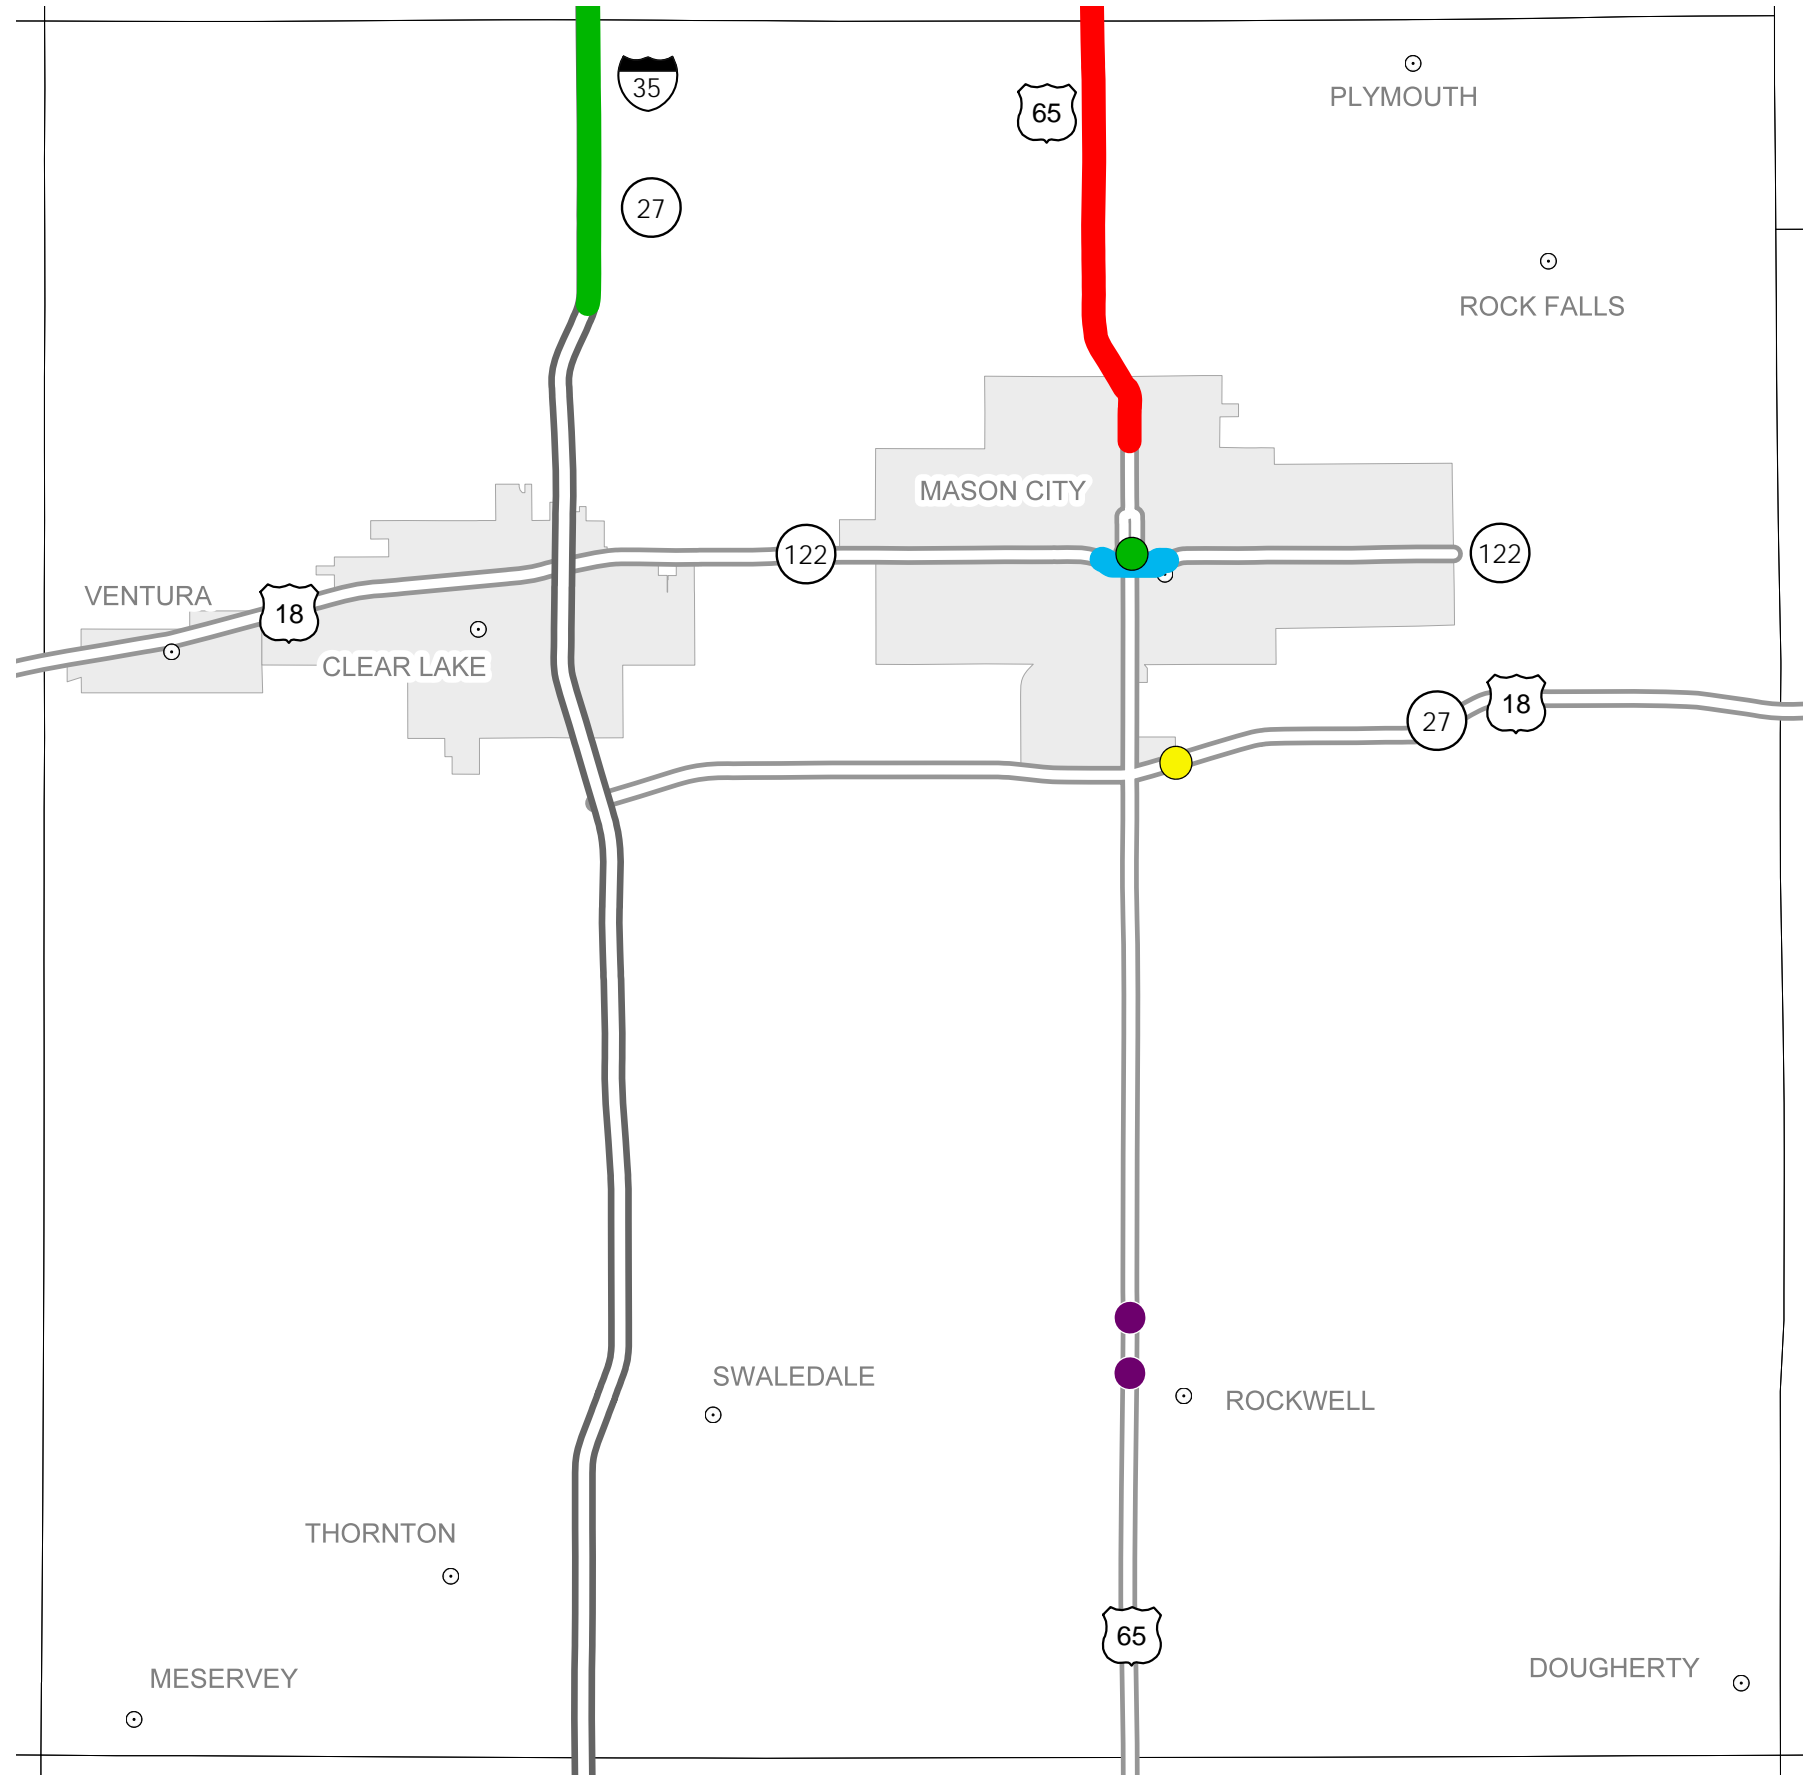 35
65
PLYMOUTH
27
ROCK FALLS
MASON CITY
122
122
VENTURA
18
CLEAR LAKE
18
27
SWALEDALE
ROCKWELL
THORNTON
65
MESERVEY
DOUGHERTY